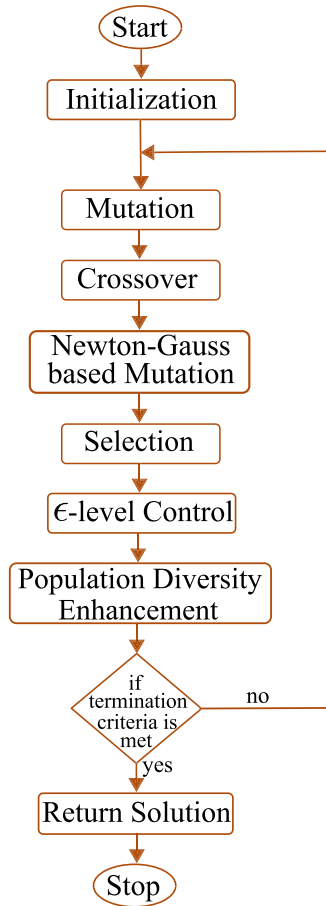 Start
Initialization
Mutation
Crossover
Newton-Gauss
based Mutation
Selection
ϵ-level Control
Population Diversity
Enhancement
if
termination
criteria is
met
no
yes
Return Solution
Stop